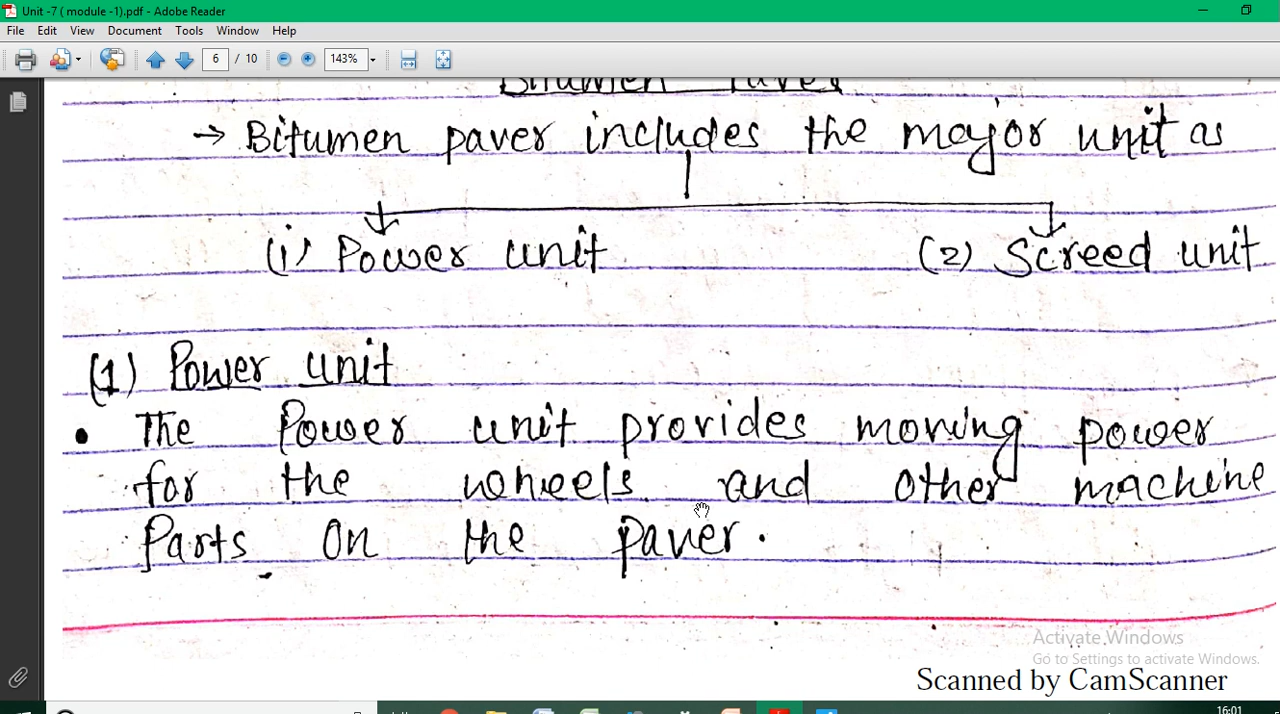 Unit -7 ( module -1).pdf - Adobe Reader
File Edit View Document Tools Window Help
6 / 10 143%
Bitumen Paver
→ Bitumen paver includes the major unit as
(i) Power unit (2) Screed unit
(1) Power unit
• The Power unit provides moving power
for the wheels and other machine
Parts on the paver.
Activate Windows
Go to Settings to activate Windows.
Scanned by CamScanner
16:01